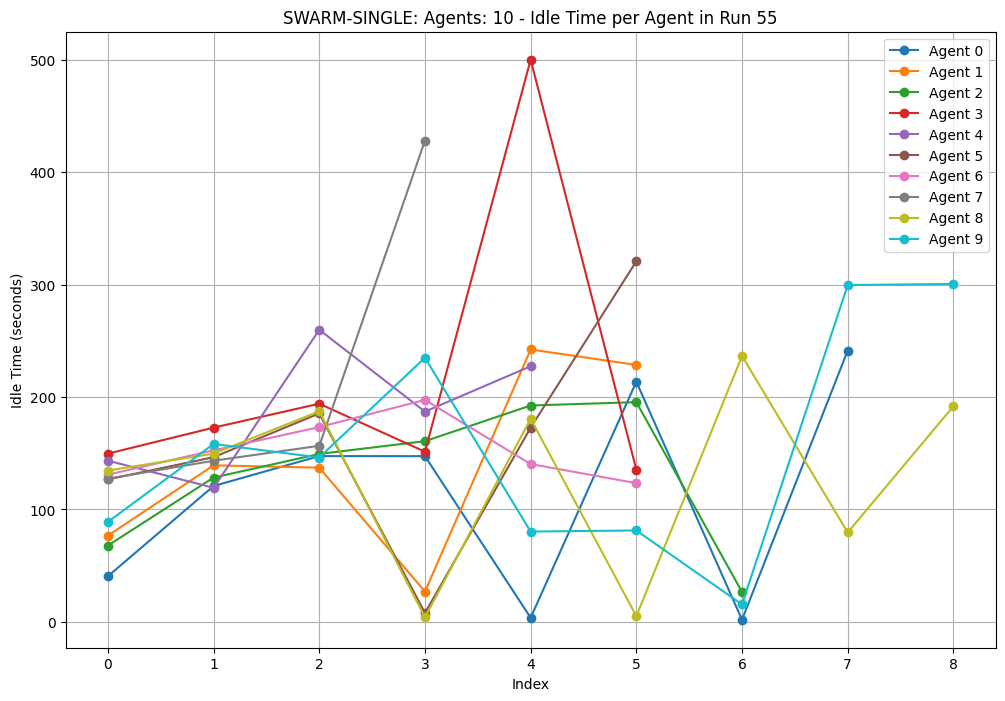 SWARM-SINGLE: Agents: 10 - Idle Time per Agent in Run 55
Idle Time (seconds)
500
400
300
200
100
0
0 1 2 3 4 5 6 7 8
Index
Agent 0
Agent 1
Agent 2
Agent 3
Agent 4
Agent 5
Agent 6
Agent 7
Agent 8
Agent 9